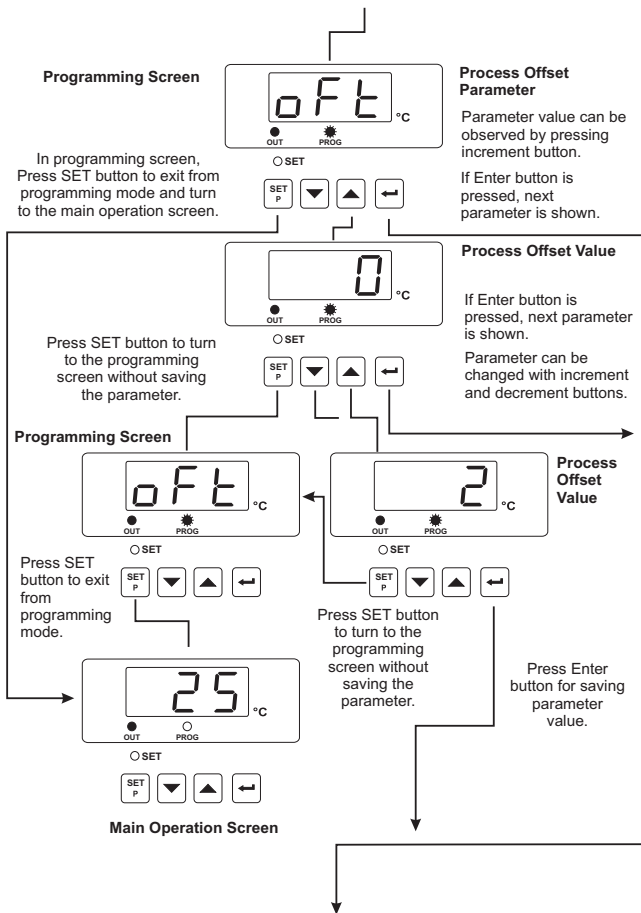 Programming Screen
oFt
°C
OUT
PROG
SET
SET
P
Process Offset
Parameter
Parameter value can be
observed by pressing
increment button.
If Enter button is
pressed, next
parameter is shown.
In programming screen,
Press SET button to exit from
programming mode and turn
to the main operation screen.
0
°C
OUT
PROG
SET
SET
P
Process Offset Value
If Enter button is
pressed, next parameter
is shown.
Parameter can be
changed with increment
and decrement buttons.
Press SET button to turn
to the programming
screen without saving
the parameter.
Programming Screen
oFt
°C
OUT
PROG
SET
SET
P
2
°C
OUT
PROG
SET
SET
P
Process
Offset
Value
Press SET
button to exit
from
programming
mode.
Press SET button
to turn to the
programming
screen without
saving the
parameter.
Press Enter
button for saving
parameter
value.
25
°C
OUT
PROG
SET
SET
P
Main Operation Screen